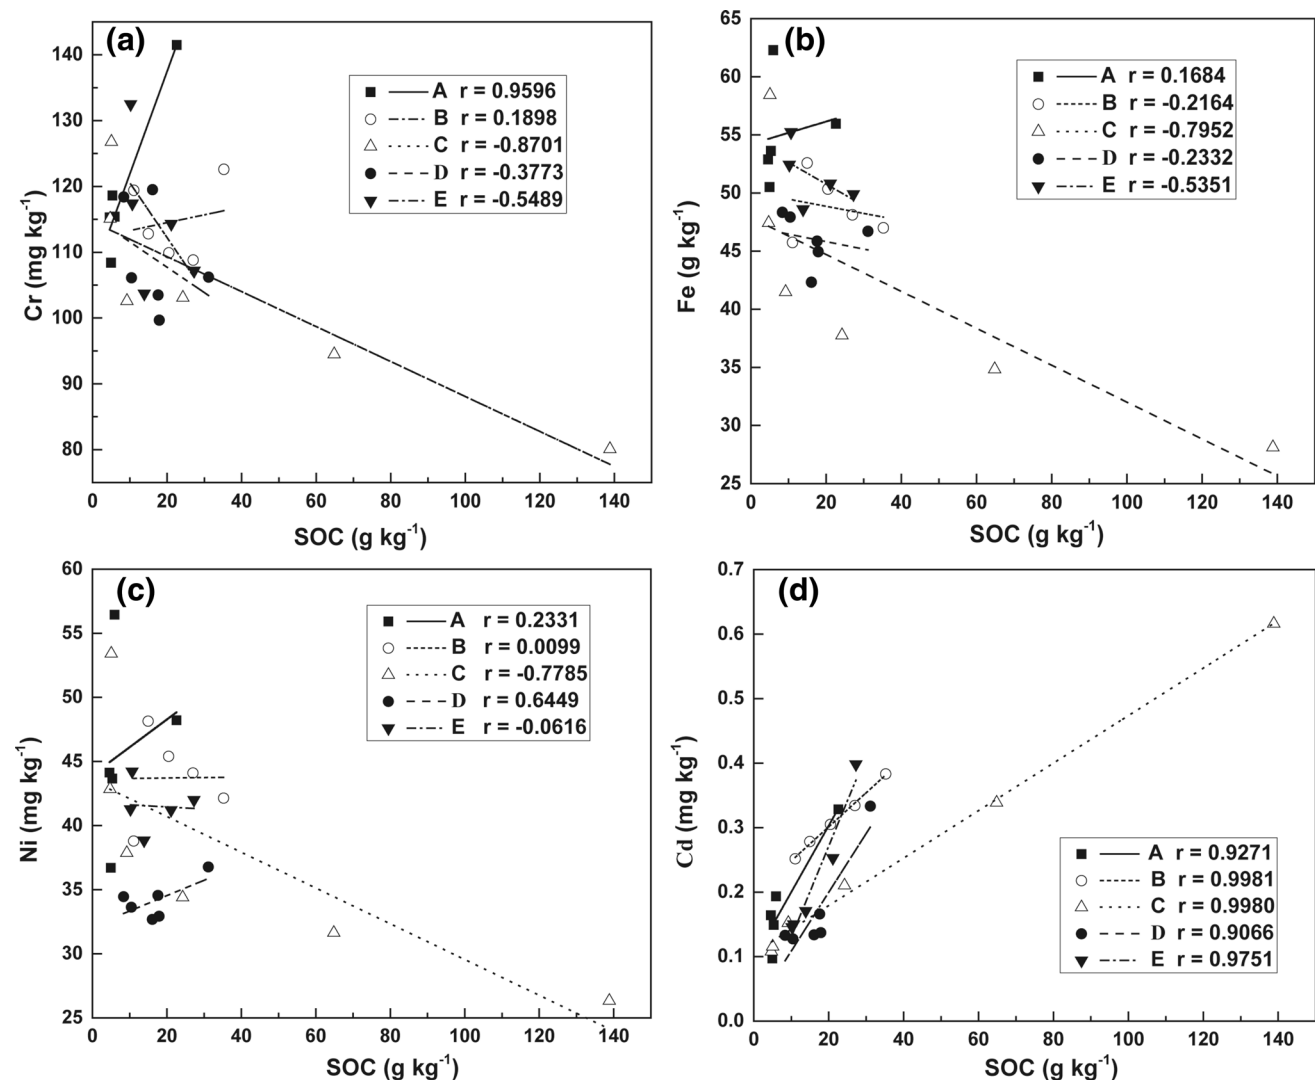 (a)
140
130
120
110
100
90
80
Cr (mg kg-1)
A r = 0.9596
B r = 0.1898
C r = -0.8701
D r = -0.3773
E r = -0.5489
0 20 40 60 80 100 120 140
SOC (g kg-1)
(b)
65
60
55
50
45
40
35
30
25
Fe (g kg-1)
A r = 0.1684
B r = -0.2164
C r = -0.7952
D r = -0.2332
E r = -0.5351
0 20 40 60 80 100 120 140
SOC (g kg-1)
(c)
60
55
50
45
40
35
30
25
Ni (mg kg-1)
A r = 0.2331
B r = 0.0099
C r = -0.7785
D r = 0.6449
E r = -0.0616
0 20 40 60 80 100 120 140
SOC (g kg-1)
(d)
0.7
0.6
0.5
0.4
0.3
0.2
0.1
0.0
Cd (mg kg-1)
A r = 0.9271
B r = 0.9981
C r = 0.9980
D r = 0.9066
E r = 0.9751
0 20 40 60 80 100 120 140
SOC (g kg-1)